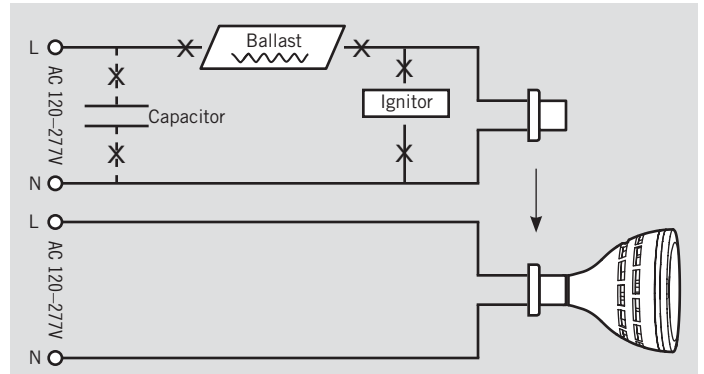 L
Ballast
AC 120–277V
Capacitor
Ignitor
N
L
AC 120–277V
N